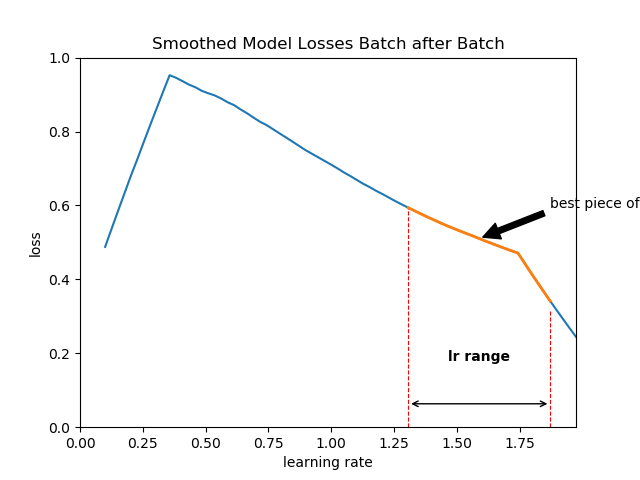 Smoothed Model Losses Batch after Batch
1.0
0.8
0.6
0.4
0.2
0.0
loss
best piece of
lr range
0.00 0.25 0.50 0.75 1.00 1.25 1.50 1.75
learning rate